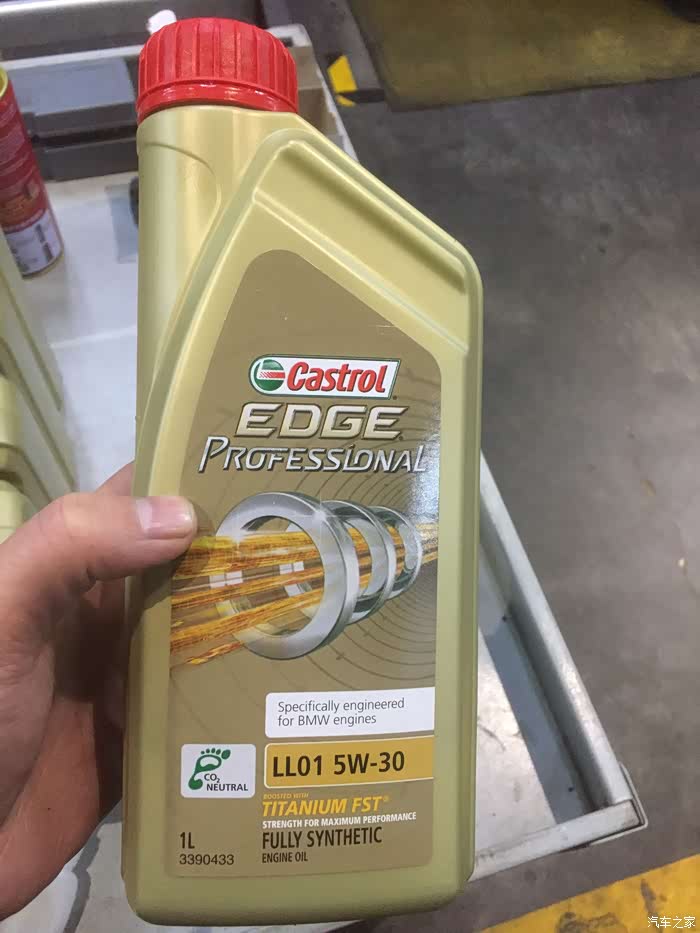 Castrol
EDGE
PROFESSIONAL
Specifically engineered
for BMW engines
LL01 5W-30
CO2
NEUTRAL
BOOSTED WITH
TITANIUM FST®
STRENGTH FOR MAXIMUM PERFORMANCE
1L
FULLY SYNTHETIC
3390433
ENGINE OIL
汽车之家